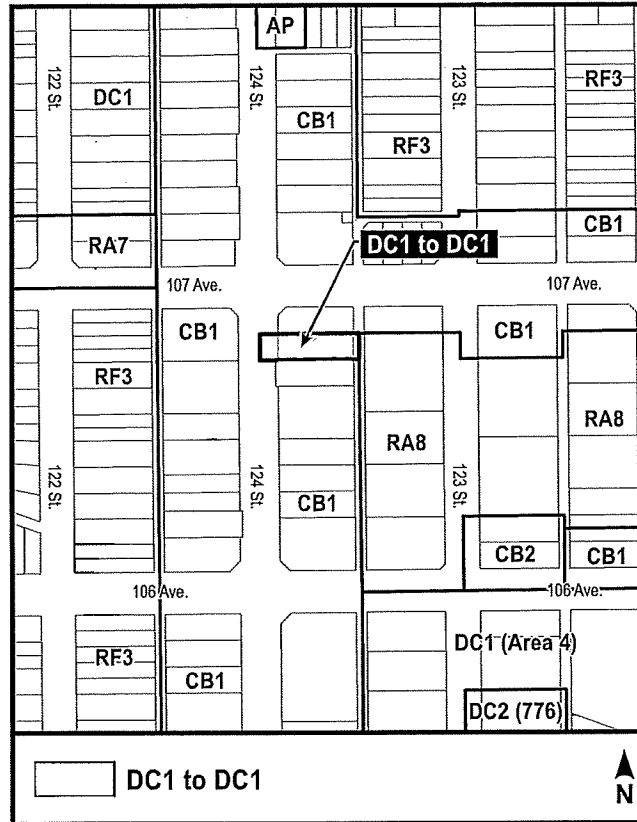 AP
122 St.
DC1
124 St.
CB1
123 St.
RF3
RF3
RA7
CB1
DC1 to DC1
107 Ave.
107 Ave.
CB1
CB1
RF3
RA8
RA8
122 St.
124 St.
CB1
123 St.
CB2
CB1
106 Ave.
106 Ave.
RF3
CB1
DC1 (Area 4)
DC2 (776)
DC1 to DC1
N